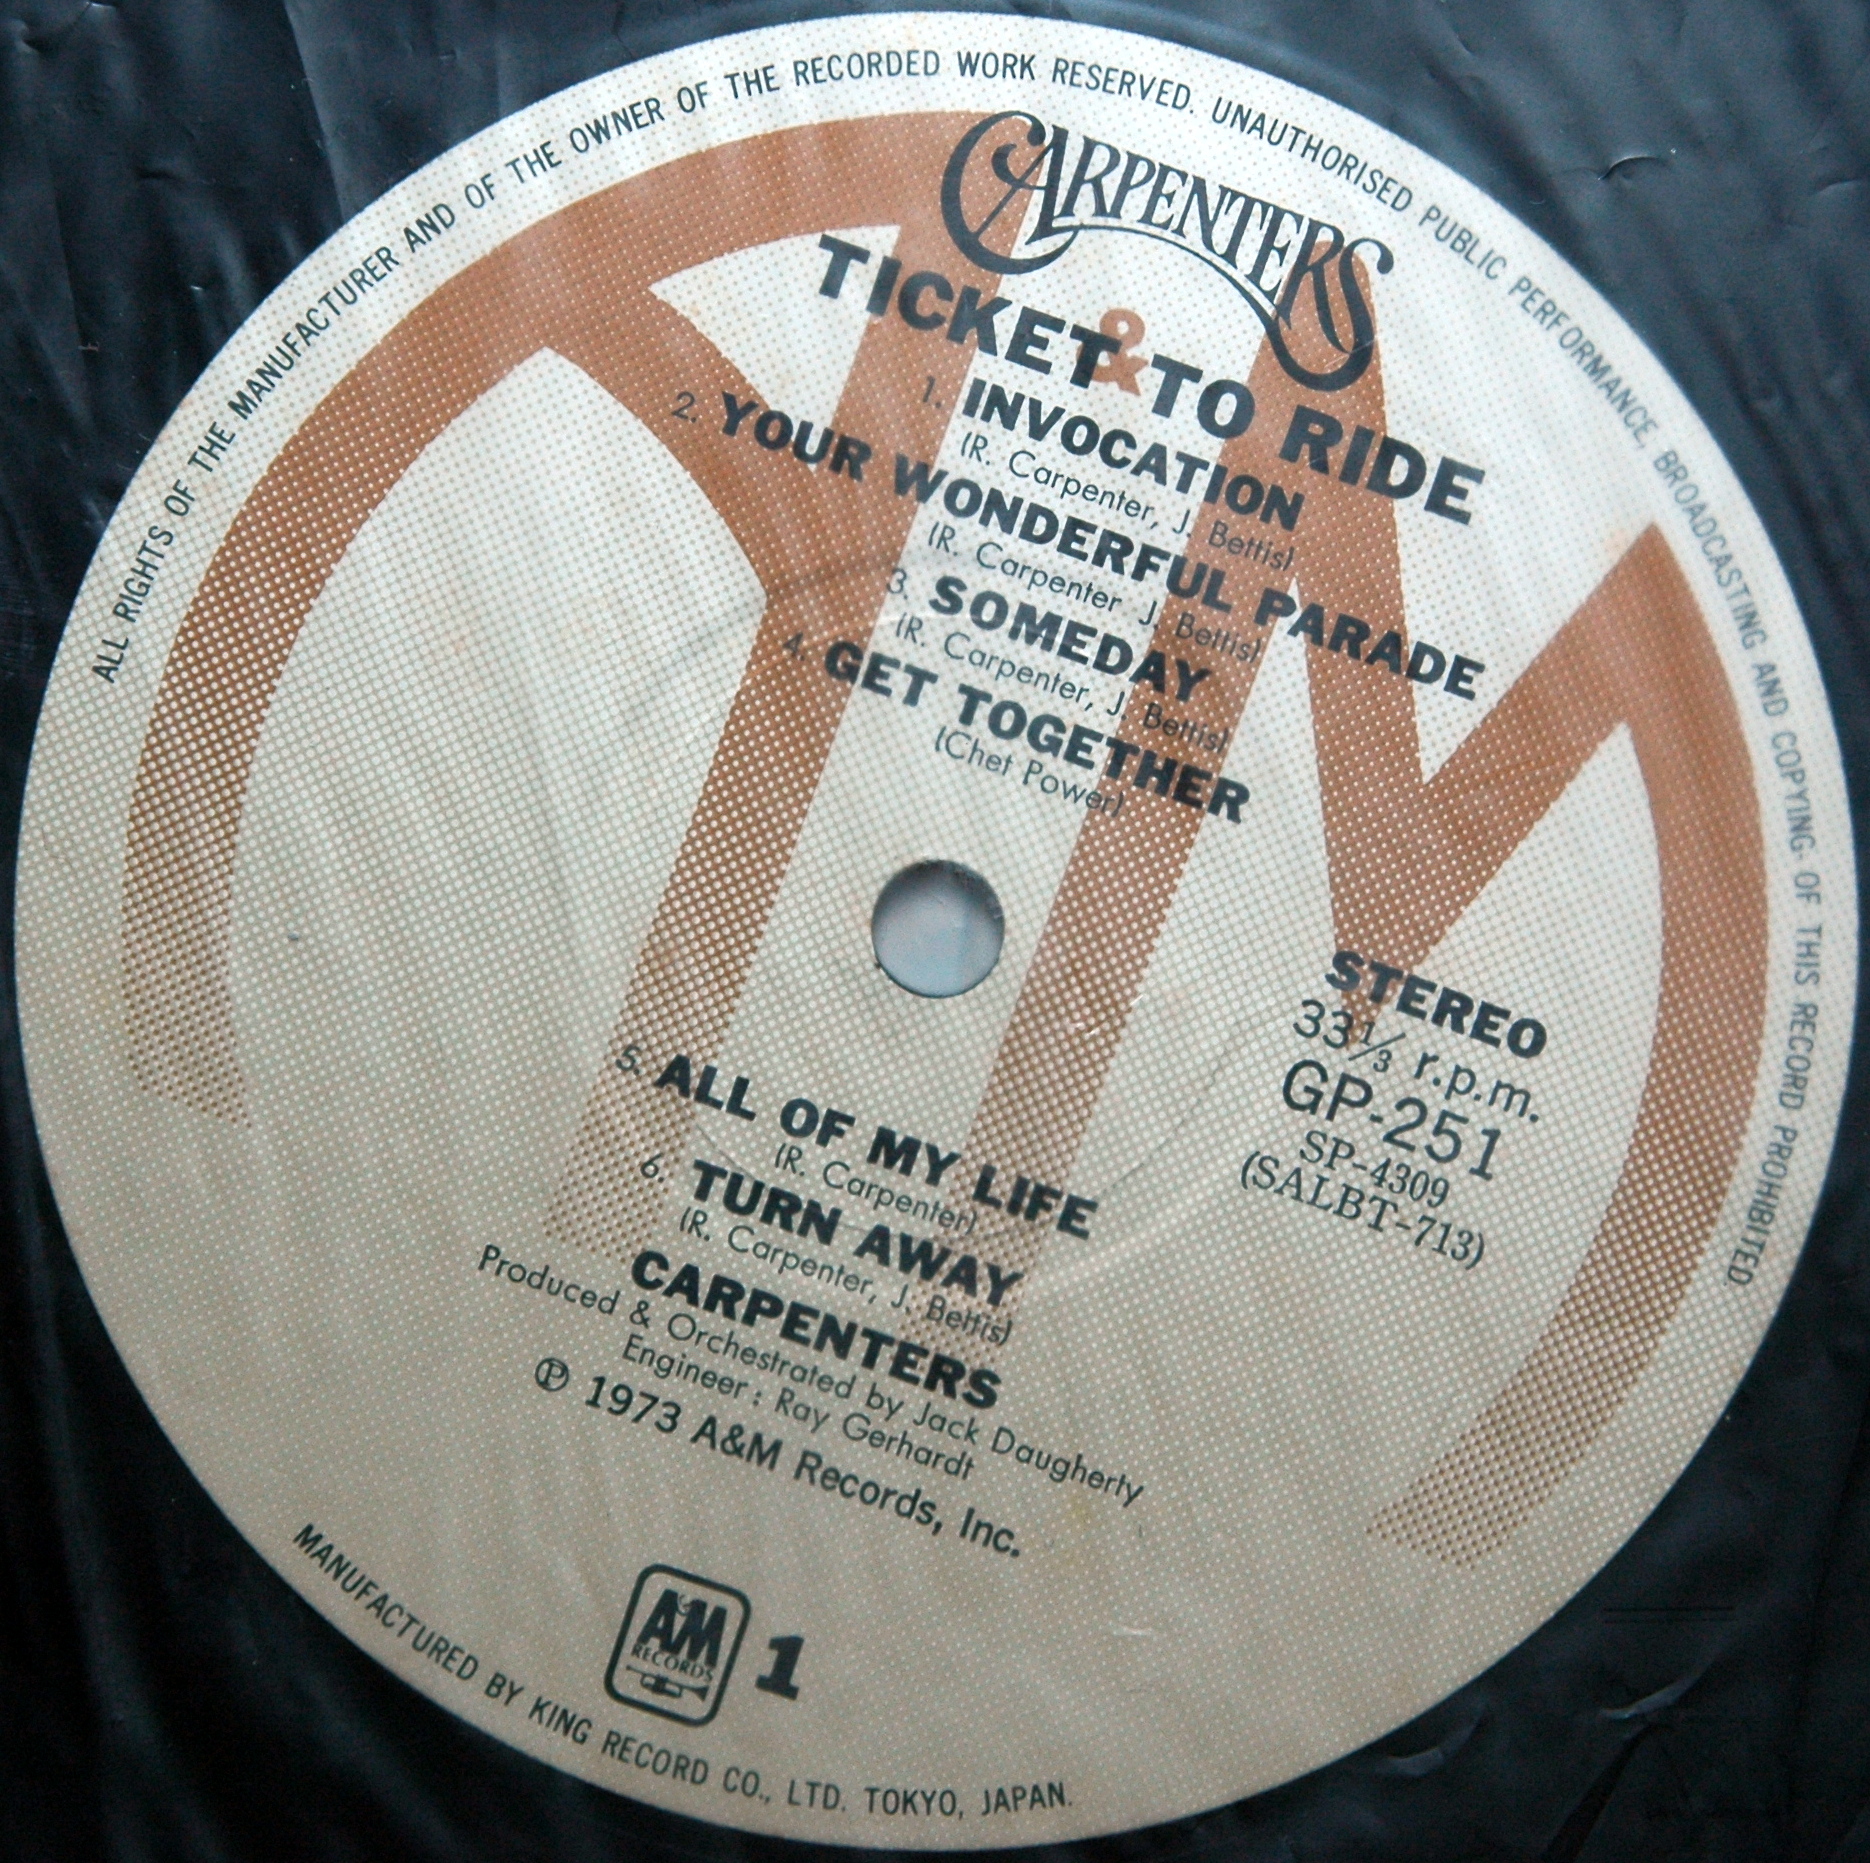 ALL RIGHTS OF THE MANUFACTURER AND OF THE OWNER OF THE RECORDED WORK RESERVED. UNAUTHORISED PUBLIC PERFORMANCE, BROADCASTING AND COPYING OF THIS RECORD PROHIBITED.
CARPENTERS
TICKET TO RIDE
&
1. INVOCATION
(R. Carpenter, J. Bettis)
2. YOUR WONDERFUL PARADE
(R. Carpenter J. Bettis)
3. SOMEDAY
(R. Carpenter, J. Bettis)
4. GET TOGETHER
(Chet Power)
STEREO
33⅓ r.p.m.
GP-251
SP-4309
(SALBT-713)
5. ALL OF MY LIFE
(R. Carpenter)
6. TURN AWAY
(R. Carpenter, J. Bettis)
CARPENTERS
Produced & Orchestrated by Jack Daugherty
Engineer: Ray Gerhardt
℗ 1973 A&M Records, Inc.
A&M
RECORDS
1
MANUFACTURED BY KING RECORD CO., LTD. TOKYO, JAPAN.